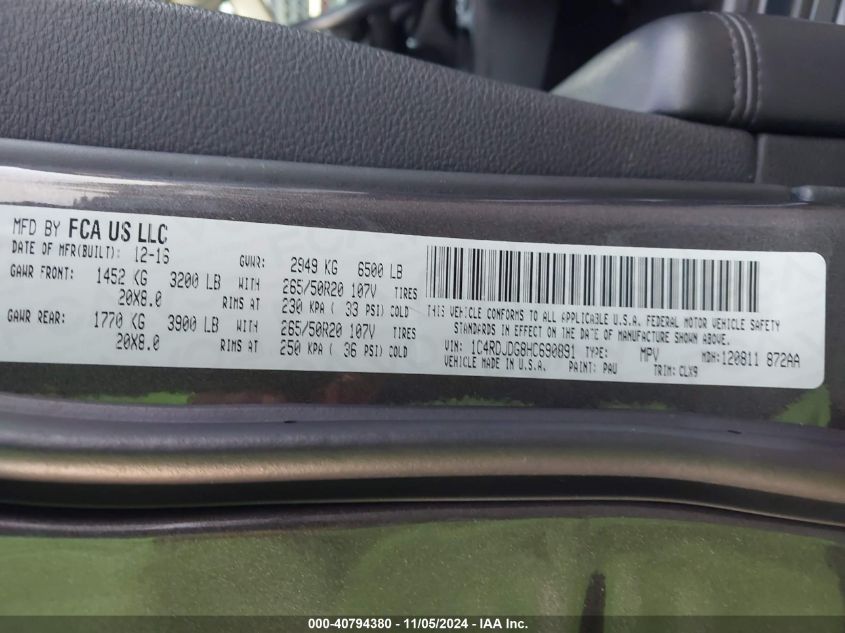 MFD BY FCA US LLC
DATE OF MFR(BUILT): 12-16 GVWR: 2949 KG 6500 LB
GAWR FRONT: 1452 KG 3200 LB WITH 265/50R20 107V TIRES
20X8.0 RIMS AT 230 KPA ( 33 PSI) COLD
GAWR REAR: 1770 KG 3900 LB WITH 265/50R20 107V TIRES
20X8.0 RIMS AT 250 KPA ( 36 PSI) COLD
THIS VEHICLE CONFORMS TO ALL APPLICABLE U.S.A. FEDERAL MOTOR VEHICLE SAFETY
STANDARDS IN EFFECT ON THE DATE OF MANUFACTURE SHOWN ABOVE.
VIN: 1C4RDJDG8HC690891 TYPE: MPV MDH:120811 872AA
VEHICLE MADE IN U.S.A. PAINT: PAU TRIM: CLX9
000-40794380 - 11/05/2024 - IAA Inc.